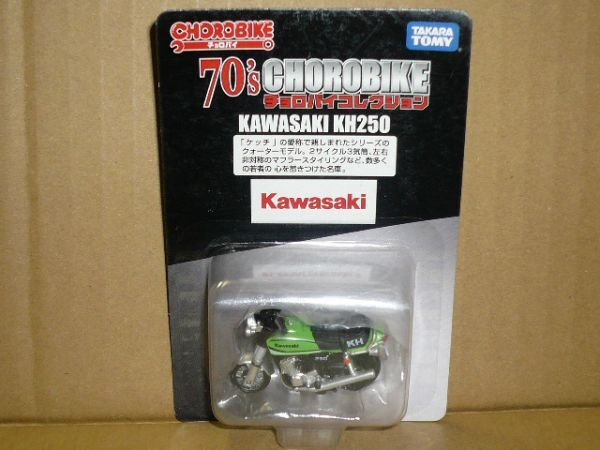 CHOROBIKE
チョロバイ
TAKARA
TOMY
70's CHOROBIKE
チョロバイコレクション
KAWASAKI KH250
「ケッチ」の愛称で親しまれたシリーズの
クォーターモデル。2サイクル3気筒、左右
非対称のマフラースタイリングなど、数多く
の若者の心を惹きつけた名車。
Kawasaki
Kawasaki
KH